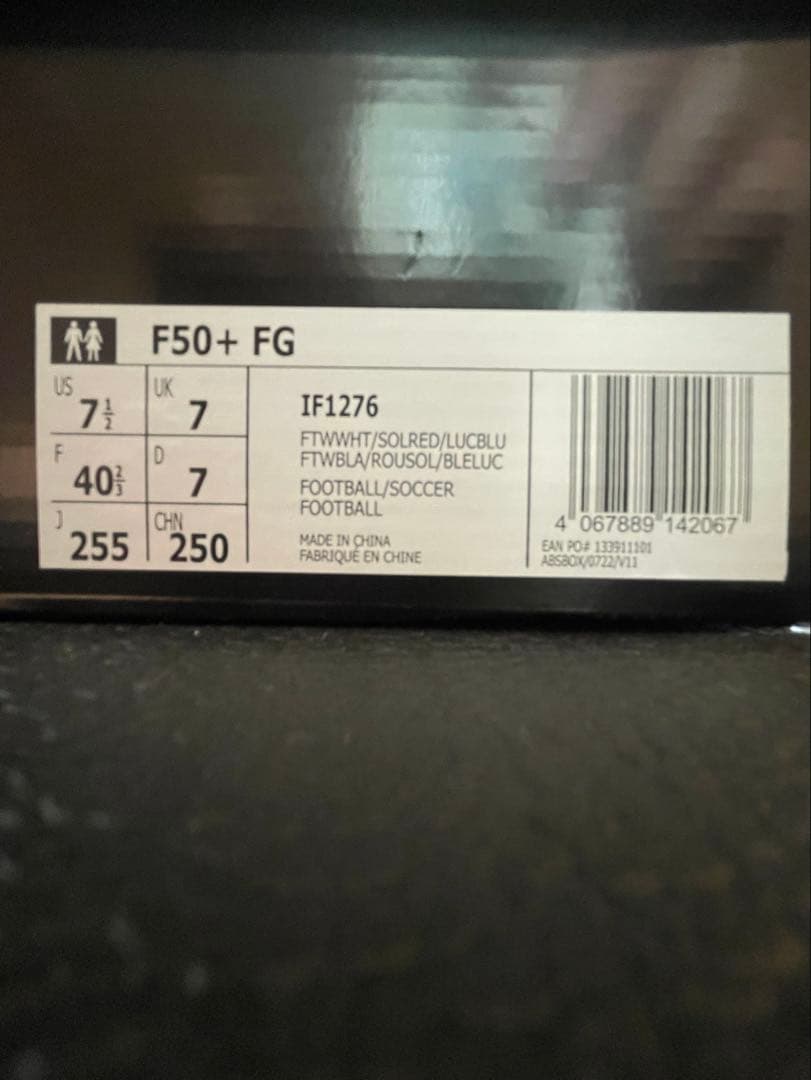 F50+ FG
US 7½ UK 7
F 40⅔ D 7
J 255 CHN 250
IF1276
FTWWHT/SOLRED/LUCBLU
FTWBLA/ROUSOL/BLELUC
FOOTBALL/SOCCER
FOOTBALL
MADE IN CHINA
FABRIQUÉ EN CHINE
4 067889 142067
EAN PO# 133911101
ABSBOX/0722/V11